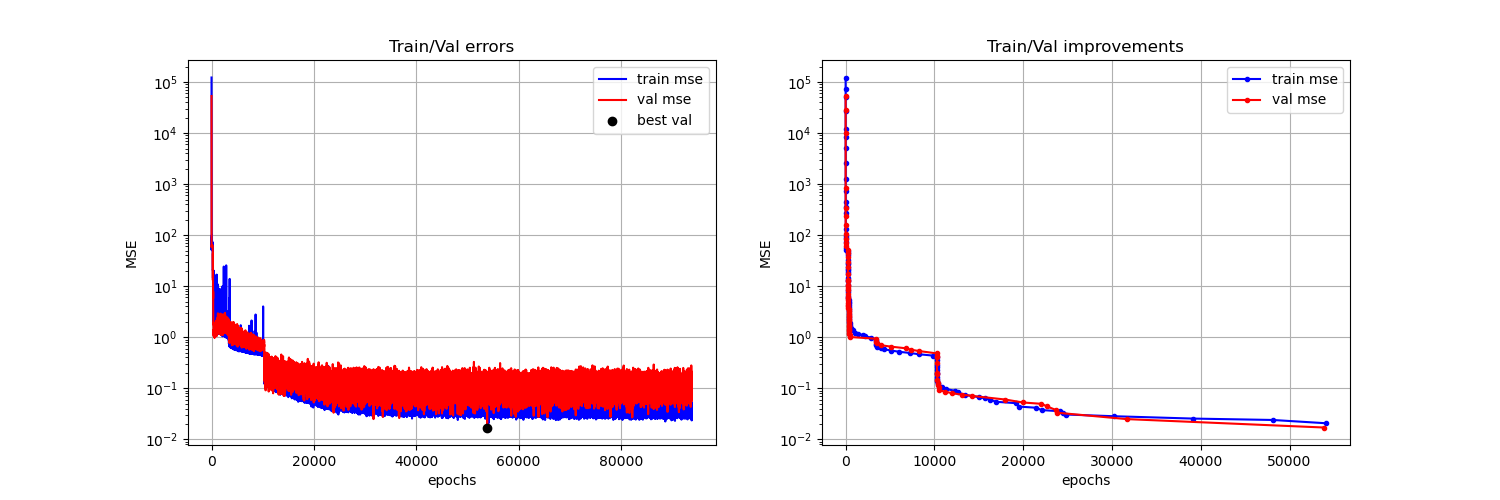 Train/Val errors
MSE
10^5
10^4
10^3
10^2
10^1
10^0
10^-1
10^-2
train mse
val mse
best val
0 20000 40000 60000 80000
epochs
Train/Val improvements
MSE
10^5
10^4
10^3
10^2
10^1
10^0
10^-1
10^-2
train mse
val mse
0 10000 20000 30000 40000 50000
epochs